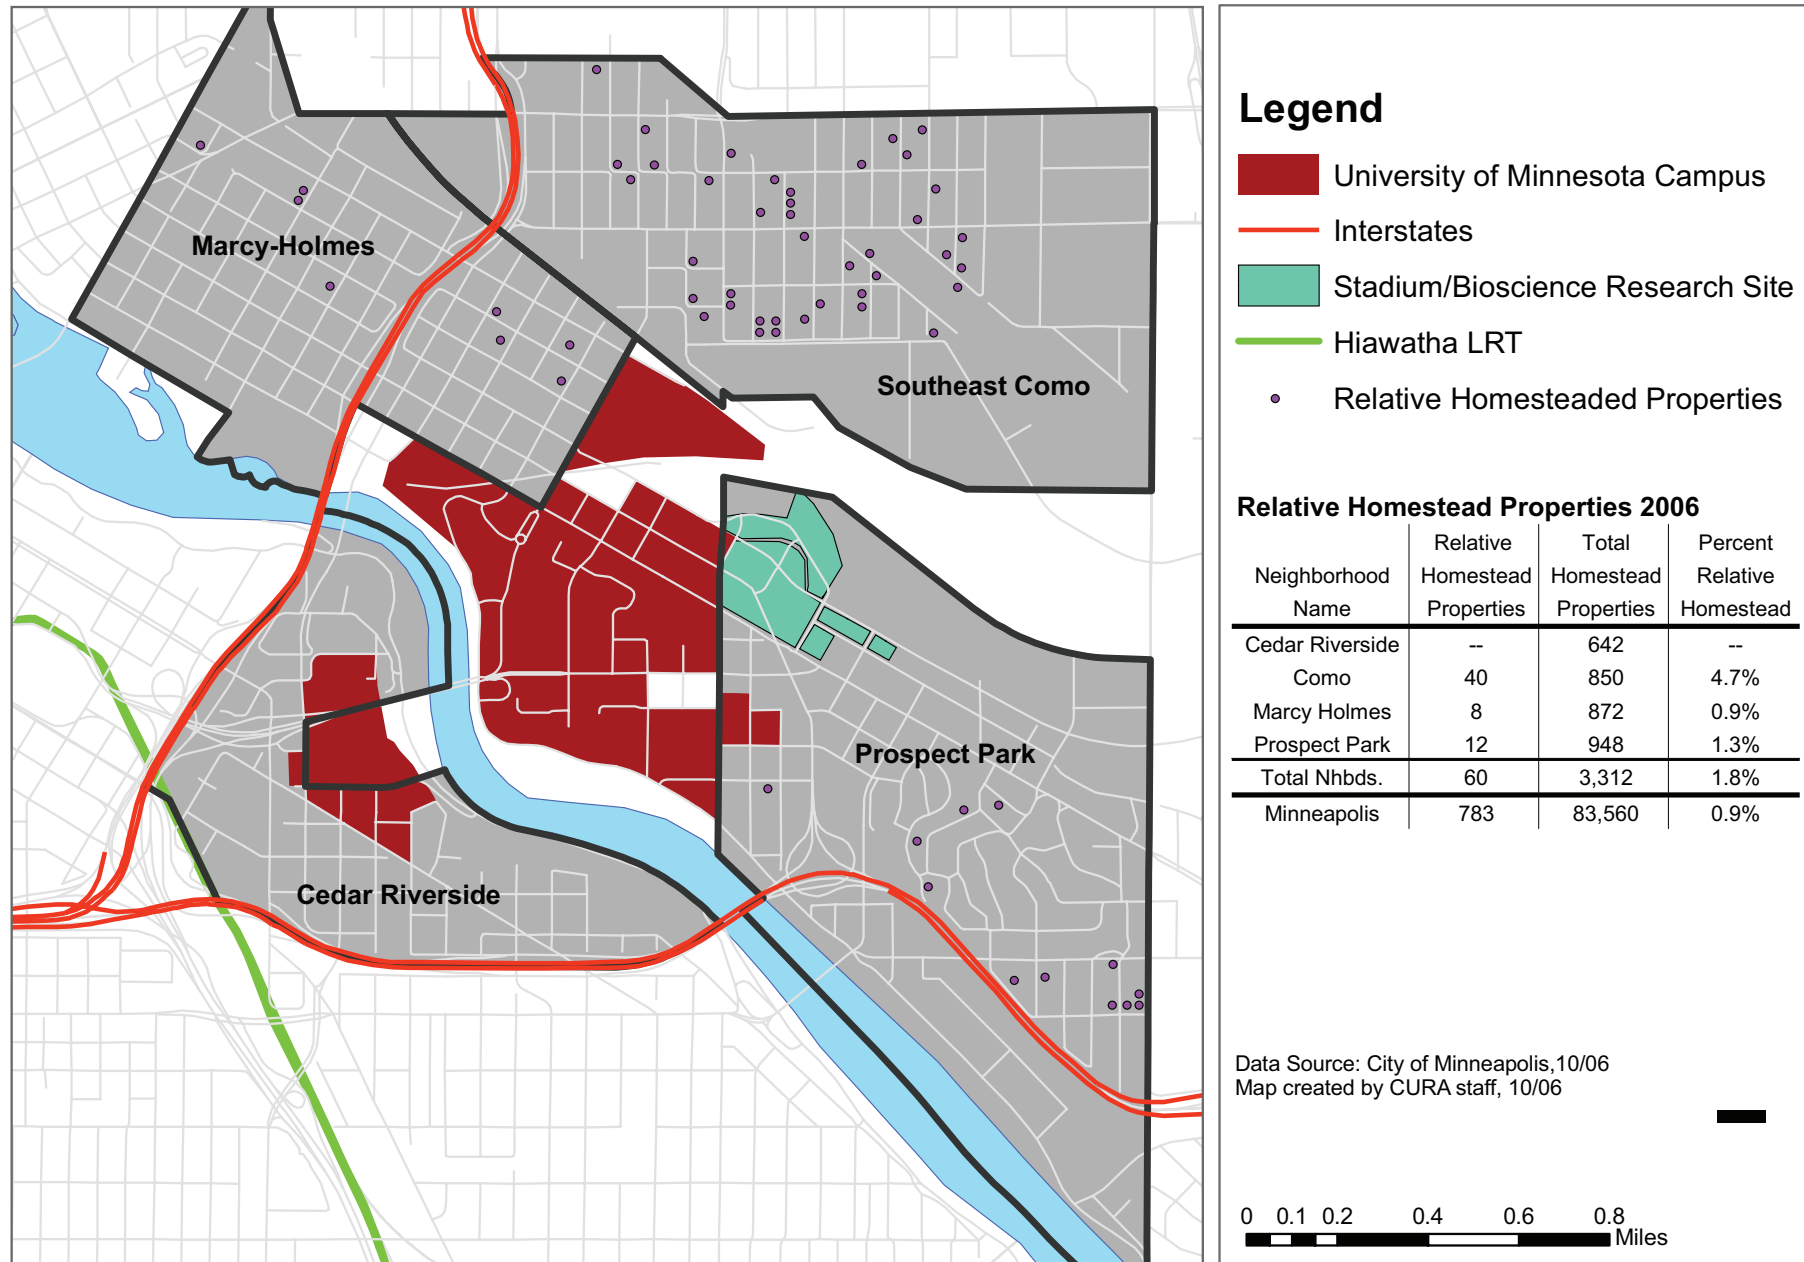 Marcy-Holmes
Southeast Como
Prospect Park
Cedar Riverside
Legend
University of Minnesota Campus
Interstates
Stadium/Bioscience Research Site
Hiawatha LRT
Relative Homesteaded Properties
Relative Homestead Properties 2006
Relative Total Percent
Neighborhood Homestead Homestead Relative
Name Properties Properties Homestead
Cedar Riverside -- 642 --
Como 40 850 4.7%
Marcy Holmes 8 872 0.9%
Prospect Park 12 948 1.3%
Total Nhbds. 60 3,312 1.8%
Minneapolis 783 83,560 0.9%
Data Source: City of Minneapolis,10/06
Map created by CURA staff, 10/06
0 0.1 0.2 0.4 0.6 0.8
Miles